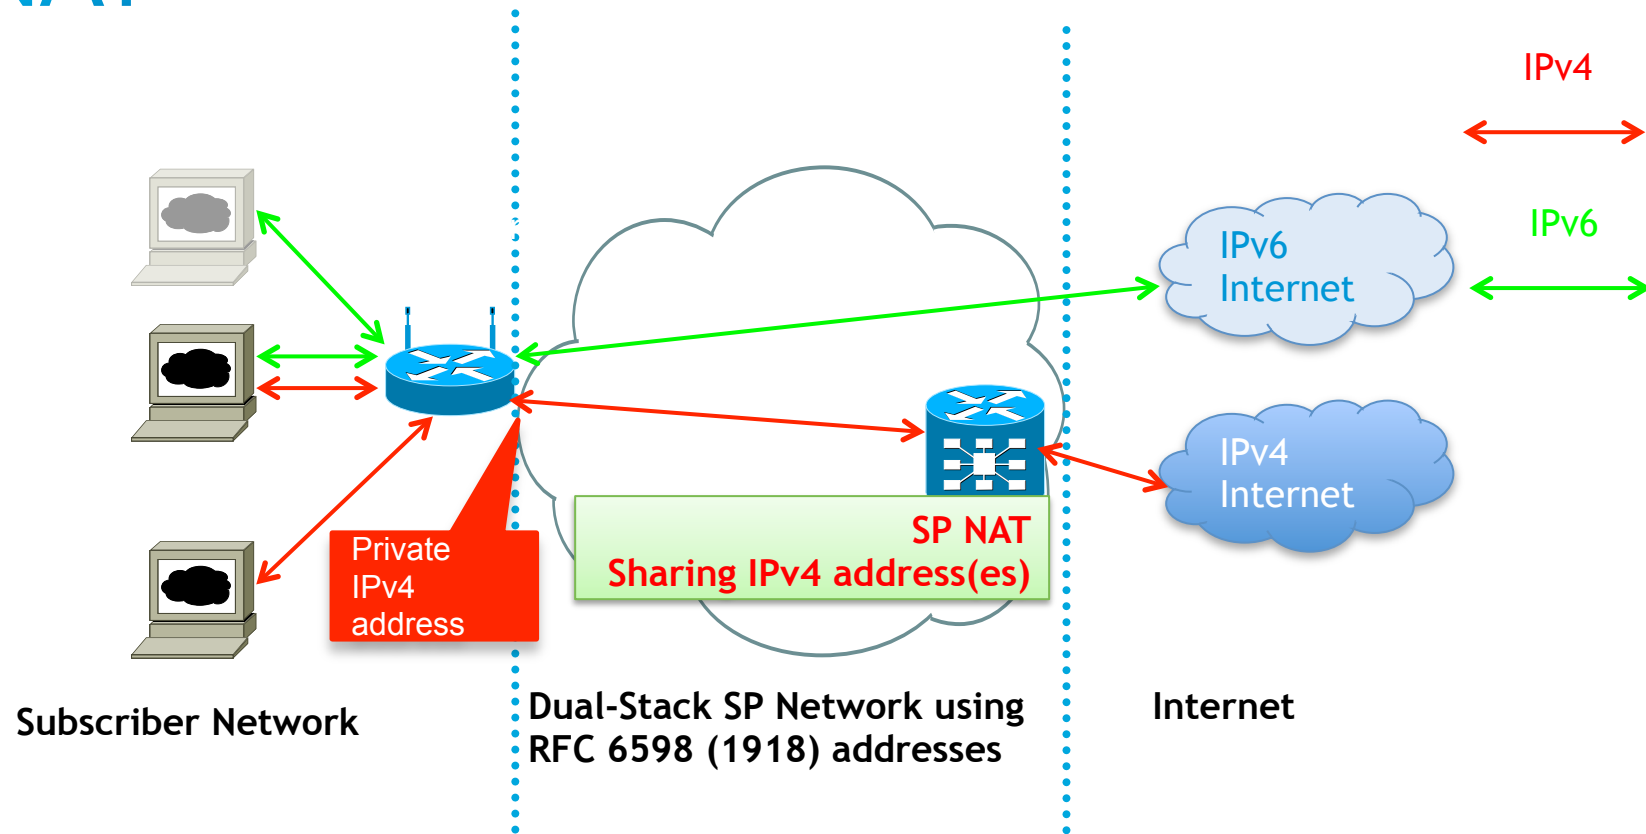 IPv4
IPv6
IPv6
Internet
IPv4
Internet
SP NAT
Sharing IPv4 address(es)
Private
IPv4
address
Subscriber Network
Dual-Stack SP Network using
RFC 6598 (1918) addresses
Internet